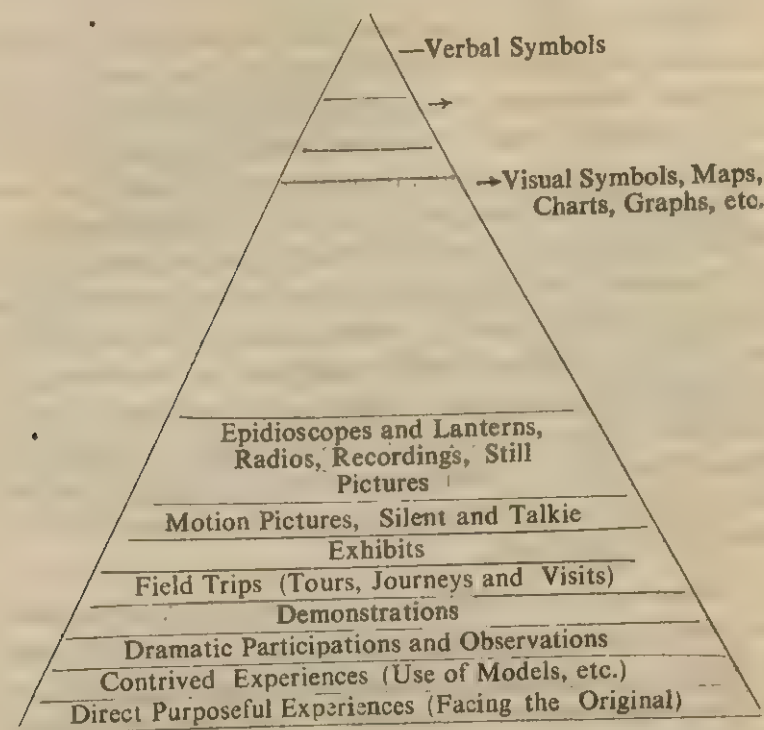 —Verbal Symbols
→Visual Symbols, Maps,
Charts, Graphs, etc.
Epidioscopes and Lanterns,
Radios, Recordings, Still
Pictures
Motion Pictures, Silent and Talkie
Exhibits
Field Trips (Tours, Journeys and Visits)
Demonstrations
Dramatic Participations and Observations
Contrived Experiences (Use of Models, etc.)
Direct Purposeful Experiences (Facing the Original)